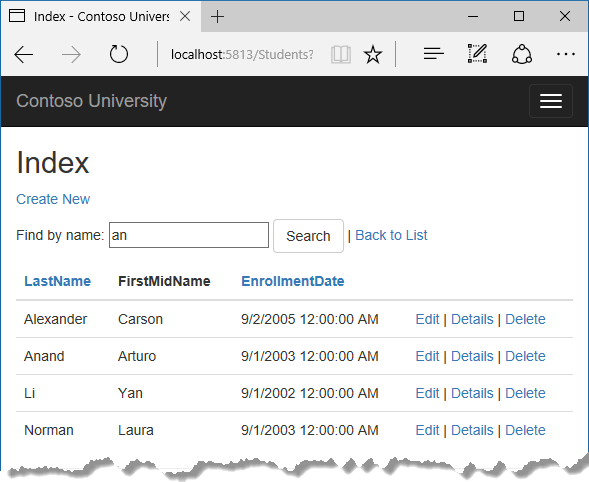 Index - Contoso Univers
localhost:5813/Students?
Contoso University
Index
Create New
Find by name: an Search | Back to List
LastName FirstMidName EnrollmentDate
Alexander Carson 9/2/2005 12:00:00 AM Edit | Details | Delete
Anand Arturo 9/1/2003 12:00:00 AM Edit | Details | Delete
Li Yan 9/1/2002 12:00:00 AM Edit | Details | Delete
Norman Laura 9/1/2003 12:00:00 AM Edit | Details | Delete